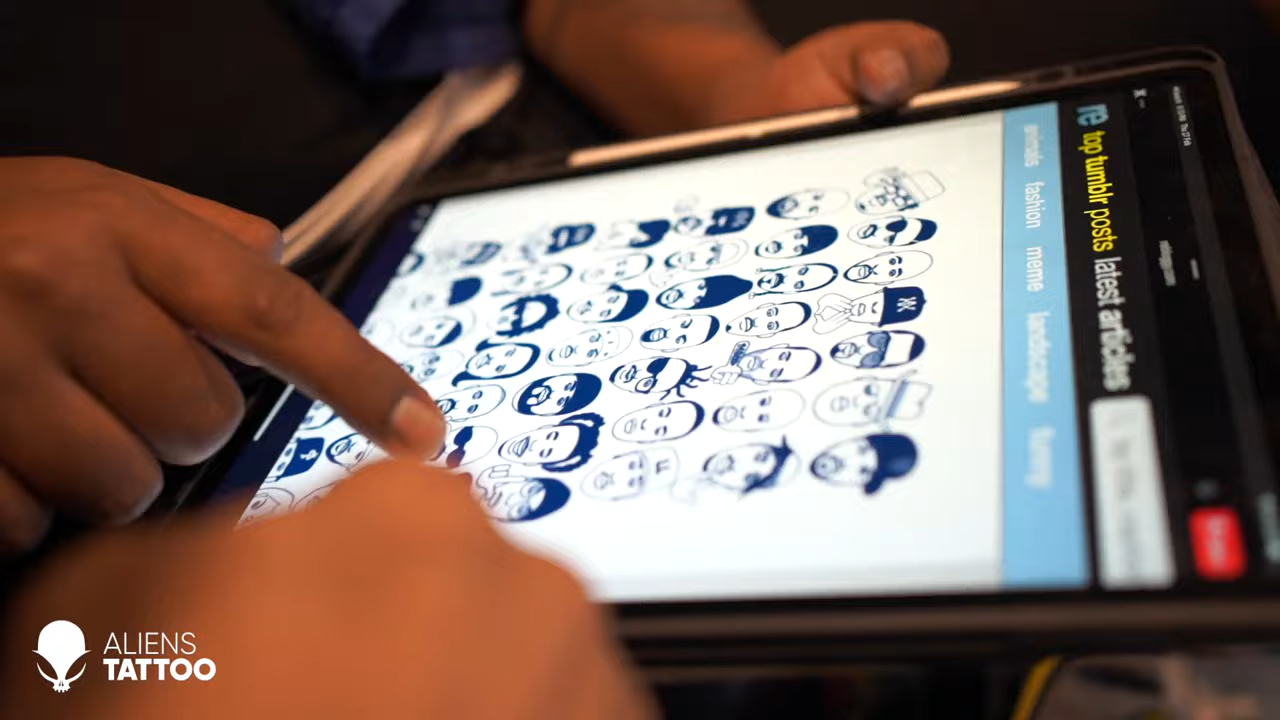 re top tumblr posts latest articles
animals fashion meme landscape funny
ALIENS
TATTOO